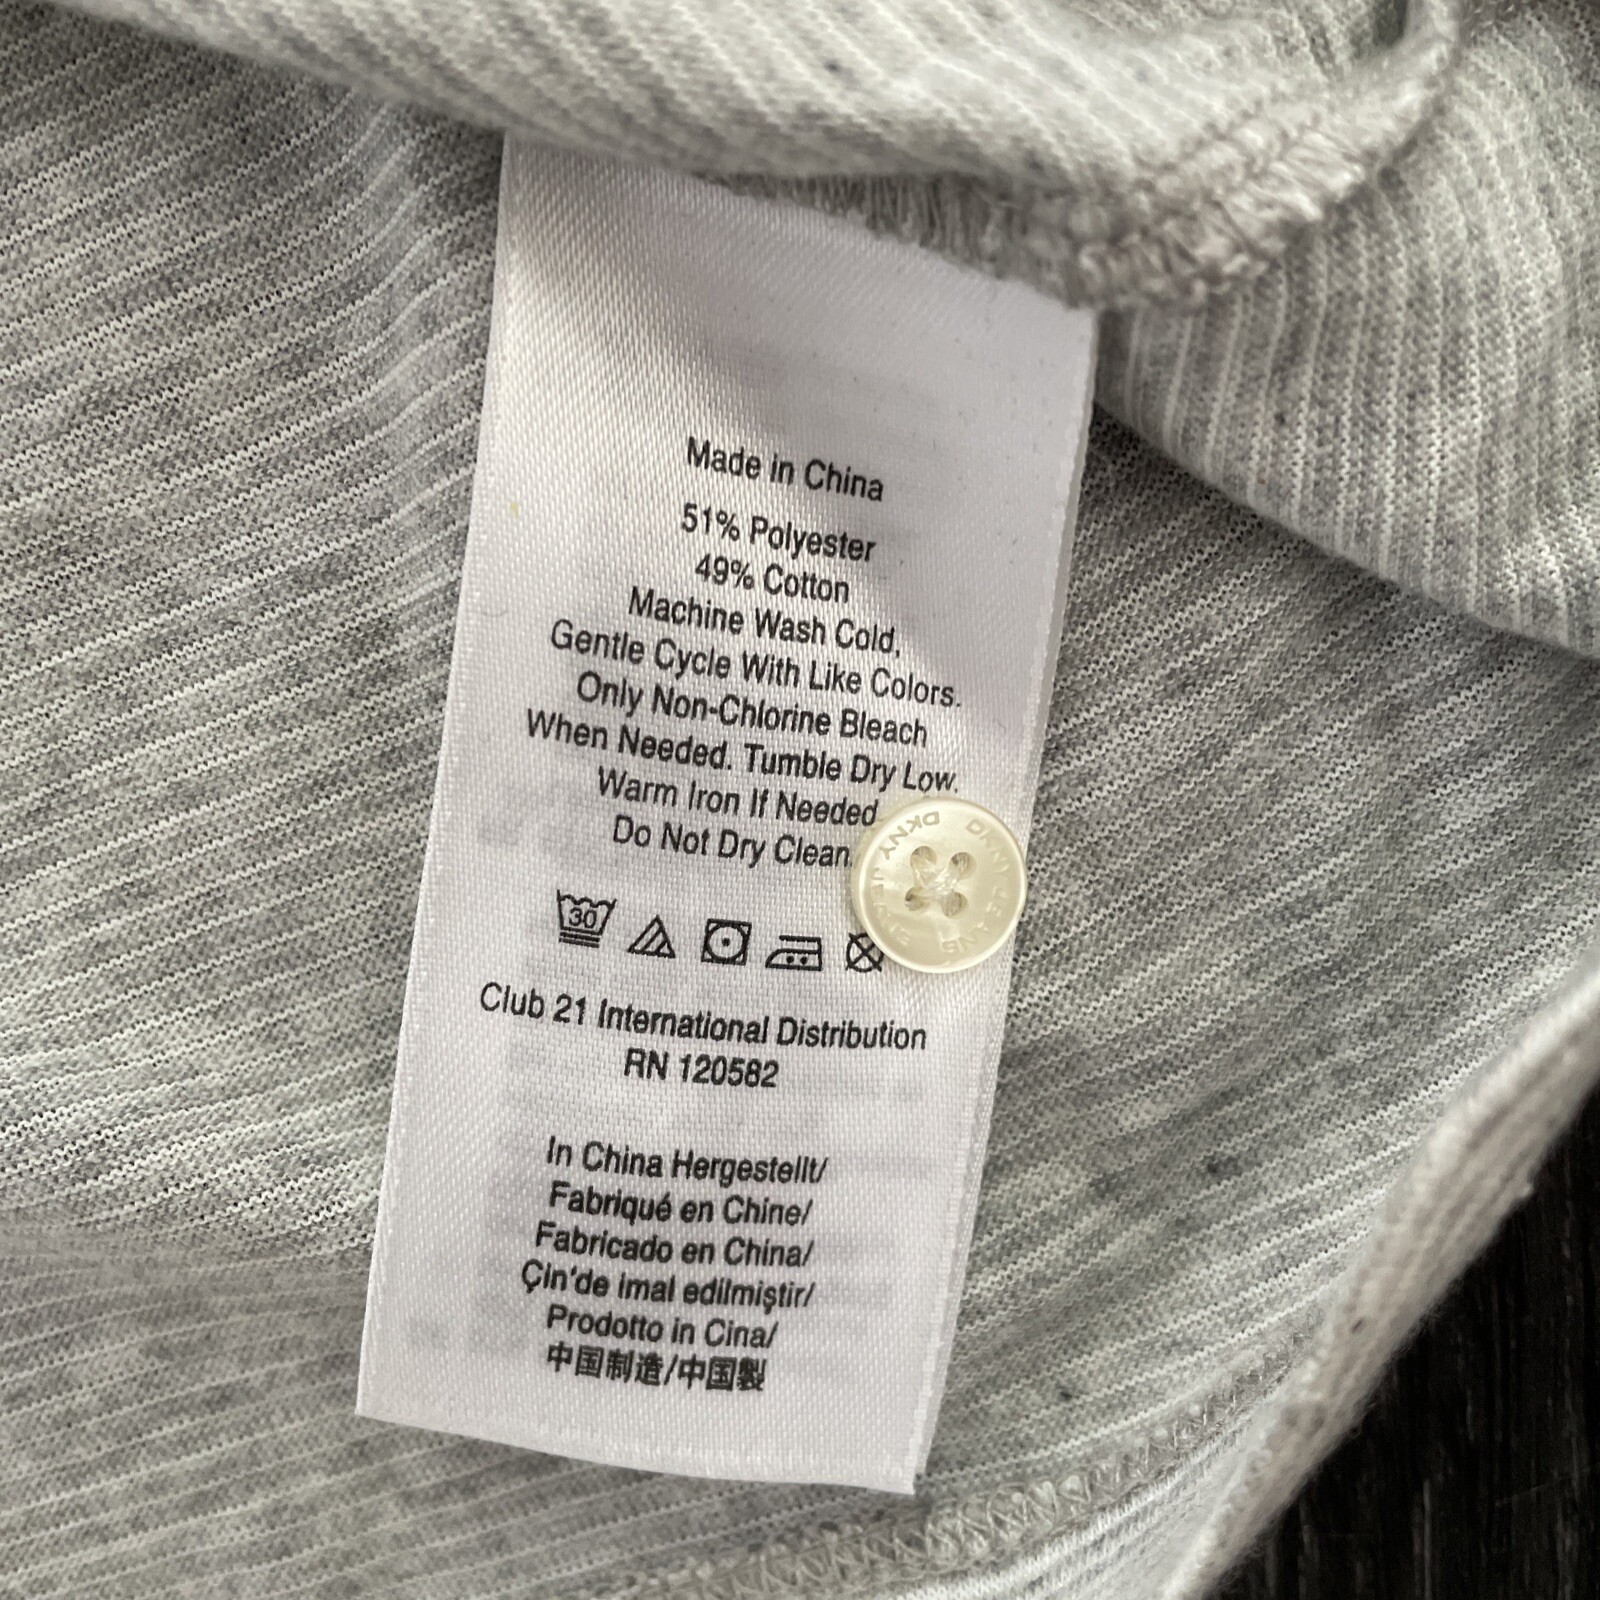 Made in China
51% Polyester
49% Cotton
Machine Wash Cold,
Gentle Cycle With Like Colors.
Only Non-Chlorine Bleach
When Needed. Tumble Dry Low.
Warm Iron If Needed
Do Not Dry Clean.
30
DKNY JEANS DKNY JEANS
Club 21 International Distribution
RN 120582
In China Hergestellt/
Fabriqué en Chine/
Fabricado en China/
Çin'de imal edilmiştir/
Prodotto in Cina/
中国制造/中国製